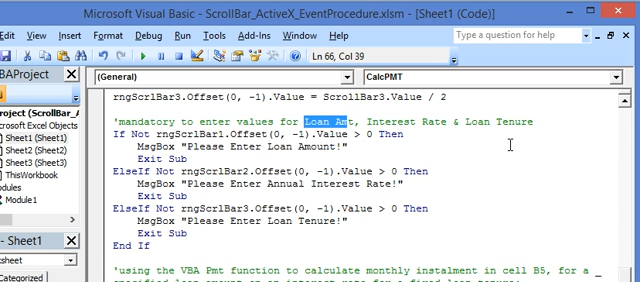 Microsoft Visual Basic - ScrollBar_ActiveX_EventProcedure.xlsm - [Sheet1 (Code)]
Edit View Insert Format Debug Run Tools Add-Ins Window Help
Type a question for help
Ln 66, Col 39
BAProject
(General) CalcPMT
Project (ScrollBar_A
crosoft Excel Objects
Sheet1 (Sheet1)
Sheet2 (Sheet2)
Sheet3 (Sheet3)
ThisWorkbook
odules
Module1
- Sheet1
Categorized
rngScrlBar3.Offset(0, -1).Value = ScrollBar3.Value / 2
'mandatory to enter values for Loan Amt, Interest Rate & Loan Tenure
If Not rngScrlBar1.Offset(0, -1).Value > 0 Then
MsgBox "Please Enter Loan Amount!"
Exit Sub
ElseIf Not rngScrlBar2.Offset(0, -1).Value > 0 Then
MsgBox "Please Enter Annual Interest Rate!"
Exit Sub
ElseIf Not rngScrlBar3.Offset(0, -1).Value > 0 Then
MsgBox "Please Enter Loan Tenure!"
Exit Sub
End If
'using the VBA Pmt function to calculate monthly instalment in cell B5, for a _